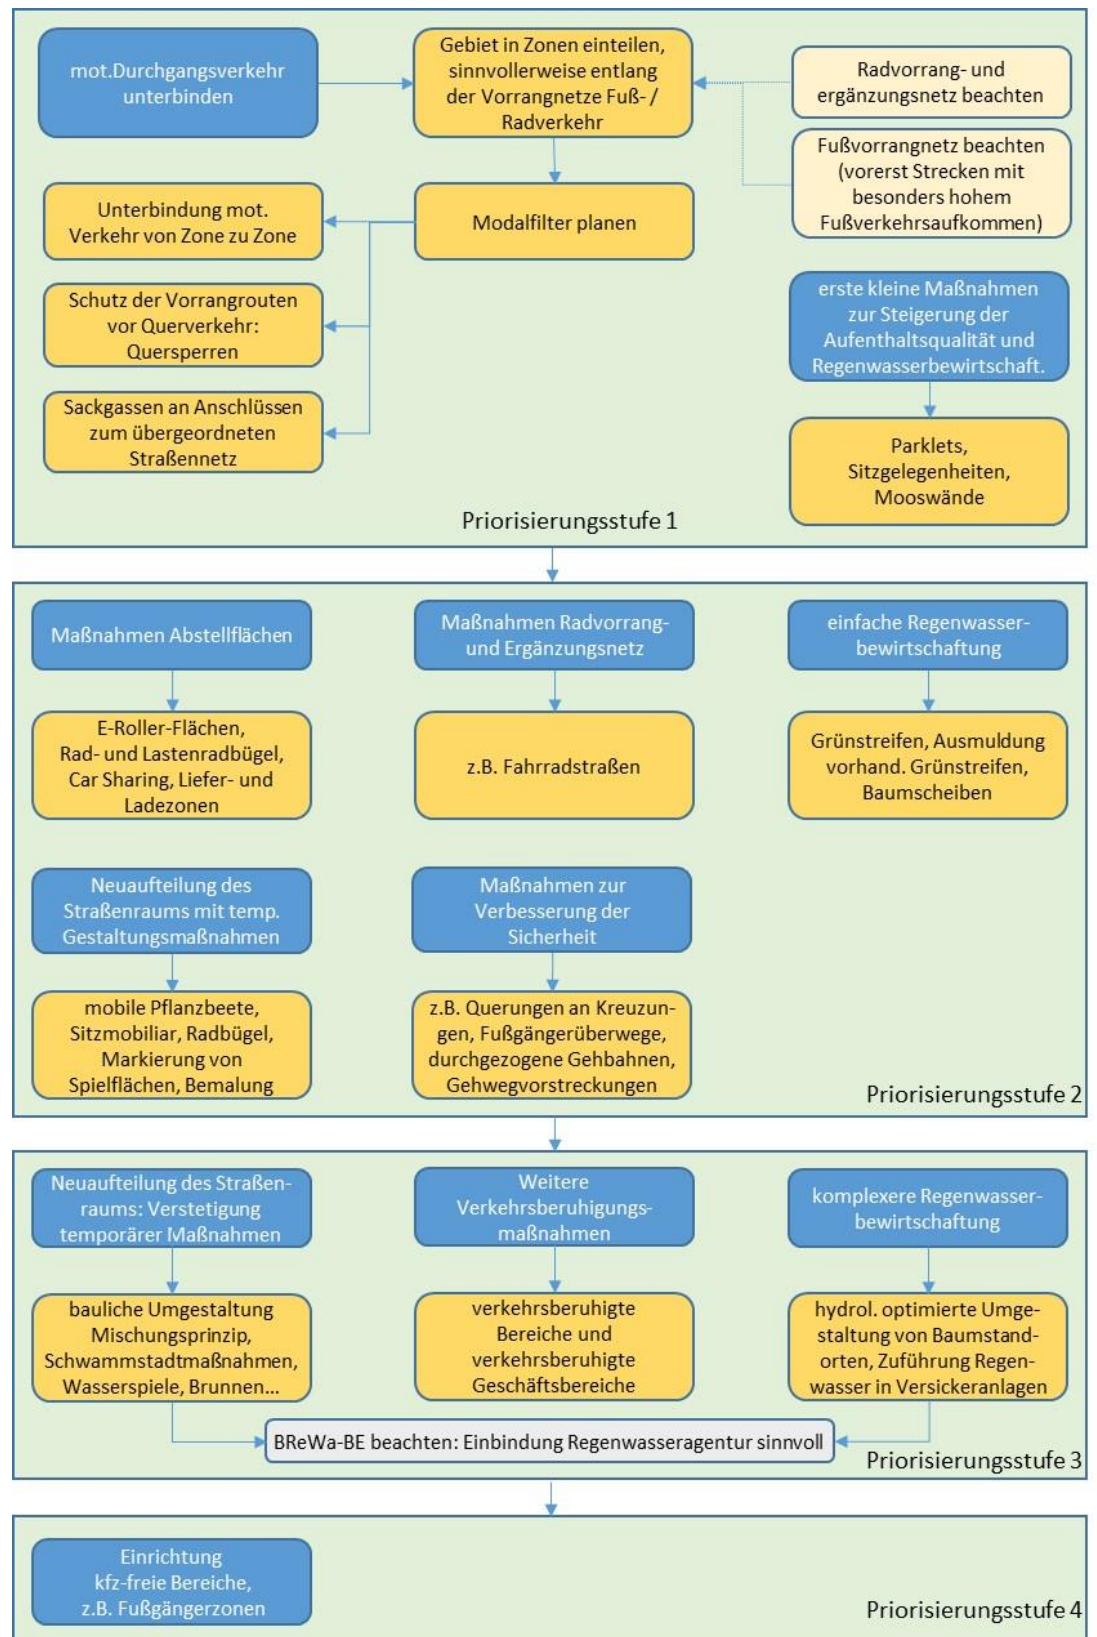 mot.Durchgangsverkehr
unterbinden
Gebiet in Zonen einteilen,
sinnvollerweise entlang
der Vorrangnetze Fuß- /
Radverkehr
Radvorrang- und
ergänzungsnetz beachten
Fußvorrangnetz beachten
(vorerst Strecken mit
besonders hohem
Fußverkehrsaufkommen)
Unterbindung mot.
Verkehr von Zone zu Zone
Modalfilter planen
Schutz der Vorrangrouten
vor Querverkehr:
Quersperren
Sackgassen an Anschlüssen
zum übergeordneten
Straßennetz
erste kleine Maßnahmen
zur Steigerung der
Aufenthaltsqualität und
Regenwasserbewirtschaft.
Parklets,
Sitzgelegenheiten,
Mooswände
Priorisierungsstufe 1
Maßnahmen Abstellflächen
Maßnahmen Radvorrang-
und Ergänzungsnetz
einfache Regenwasser-
bewirtschaftung
E-Roller-Flächen,
Rad- und Lastenradbügel,
Car Sharing, Liefer- und
Ladezonen
z.B. Fahrradstraßen
Grünstreifen, Ausmuldung
vorhand. Grünstreifen,
Baumscheiben
Neuaufteilung des
Straßenraums mit temp.
Gestaltungsmaßnahmen
Maßnahmen zur
Verbesserung der
Sicherheit
mobile Pflanzbeete,
Sitzmobiliar, Radbügel,
Markierung von
Spielflächen, Bemalung
z.B. Querungen an Kreuzun-
gen, Fußgängerüberwege,
durchgezogene Gehbahnen,
Gehwegvorstreckungen
Priorisierungsstufe 2
Neuaufteilung des Straßen-
raums: Verstetigung
temporärer Maßnahmen
Weitere
Verkehrsberuhigungs-
maßnahmen
komplexere Regenwasser-
bewirtschaftung
bauliche Umgestaltung
Mischungsprinzip,
Schwammstadtmaßnahmen,
Wasserspiele, Brunnen...
verkehrsberuhigte
Bereiche und
verkehrsberuhigte
Geschäftsbereiche
hydrol. optimierte Umge-
staltung von Baumstand-
orten, Zuführung Regen-
wasser in Versickeranlagen
BReWa-BE beachten: Einbindung Regenwasseragentur sinnvoll
Priorisierungsstufe 3
Einrichtung
kfz-freie Bereiche,
z.B. Fußgängerzonen
Priorisierungsstufe 4